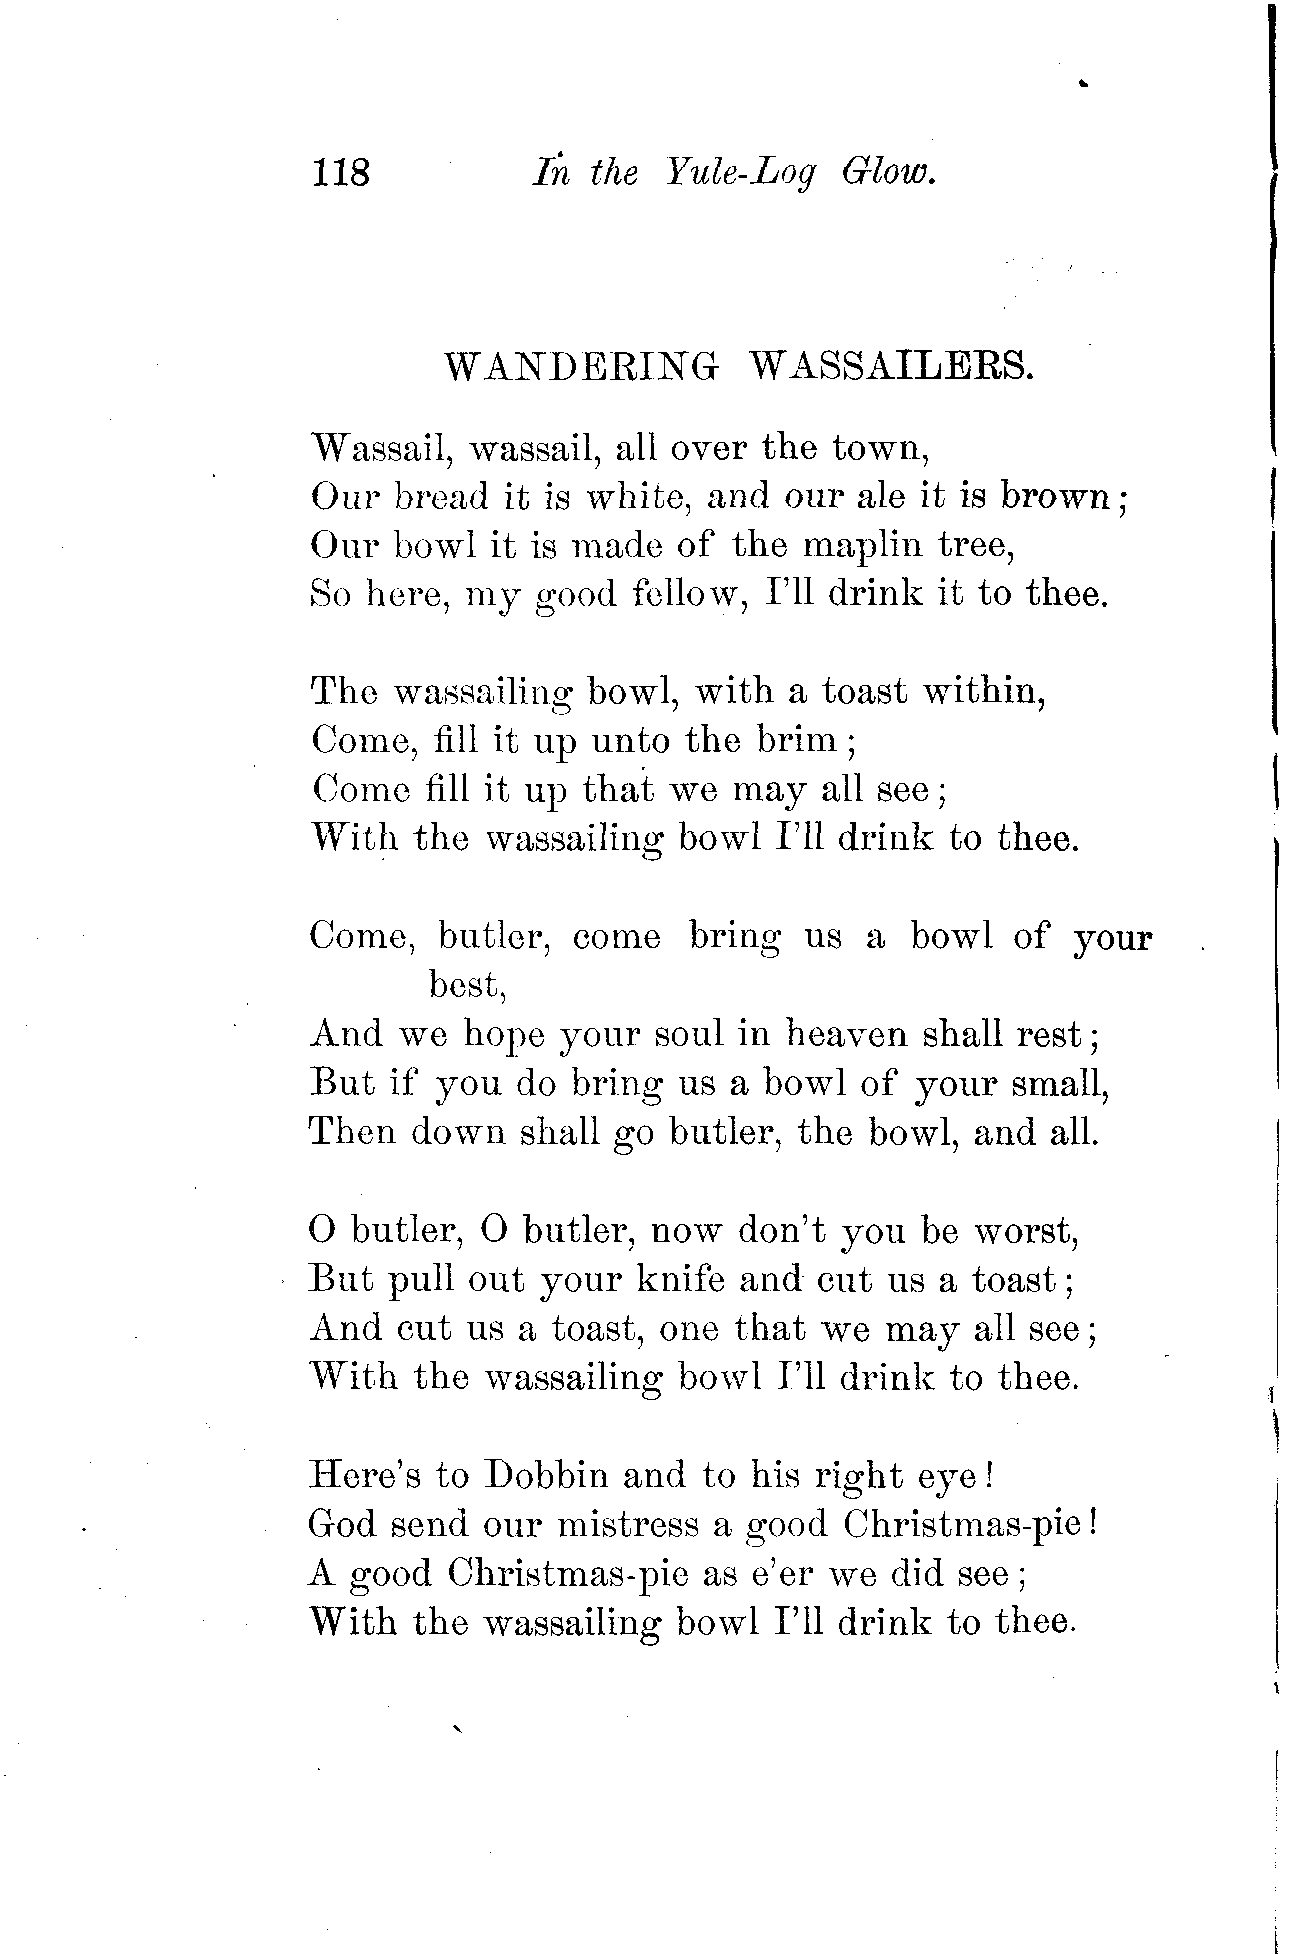 118 In the Yule-Log Glow.
WANDERING WASSAILERS.
Wassail, wassail, all over the town,
Our bread it is white, and our ale it is brown;
Our bowl it is made of the maplin tree,
So here, my good fellow, I'll drink it to thee.
The wassailing bowl, with a toast within,
Come, fill it up unto the brim;
Come fill it up that we may all see;
With the wassailing bowl I'll drink to thee.
Come, butler, come bring us a bowl of your
best,
And we hope your soul in heaven shall rest;
But if you do bring us a bowl of your small,
Then down shall go butler, the bowl, and all.
O butler, O butler, now don't you be worst,
But pull out your knife and cut us a toast;
And cut us a toast, one that we may all see;
With the wassailing bowl I'll drink to thee.
Here's to Dobbin and to his right eye!
God send our mistress a good Christmas-pie!
A good Christmas-pie as e'er we did see;
With the wassailing bowl I'll drink to thee.